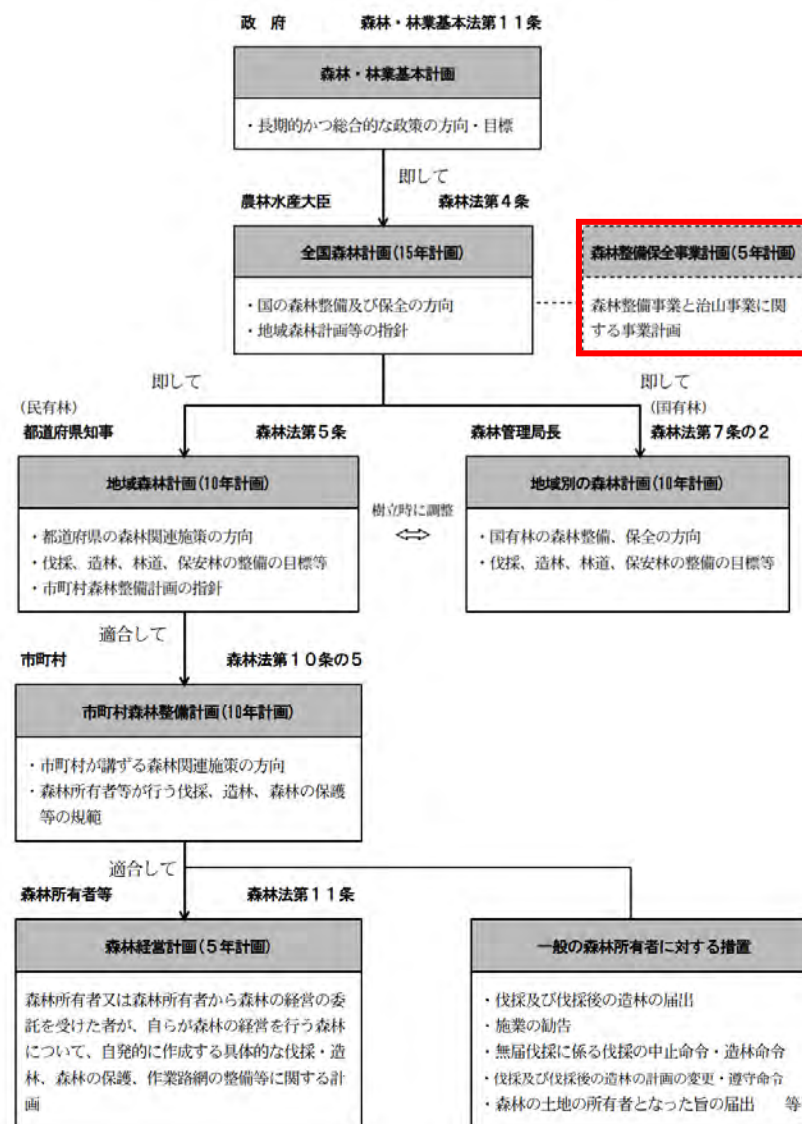 政　府　　森林・林業基本法第１１条
森林・林業基本計画
・長期的かつ総合的な政策の方向・目標
即して
農林水産大臣　　森林法第４条
全国森林計画(15年計画)
・国の森林整備及び保全の方向
・地域森林計画等の指針
森林整備保全事業計画(５年計画)
森林整備事業と治山事業に関
する事業計画
即して
即して
(民有林)
都道府県知事　　森林法第５条
(国有林)
森林管理局長　　森林法第７条の２
地域森林計画(10年計画)
・都道府県の森林関連施策の方向
・伐採、造林、林道、保安林の整備の目標等
・市町村森林整備計画の指針
樹立時に調整
⇔
地域別の森林計画(10年計画)
・国有林の森林整備、保全の方向
・伐採、造林、林道、保安林の整備の目標等
適合して
市町村　　森林法第１０条の５
市町村森林整備計画(10年計画)
・市町村が講ずる森林関連施策の方向
・森林所有者等が行う伐採、造林、森林の保護
等の規範
適合して
森林所有者等　　森林法第１１条
森林経営計画(５年計画)
森林所有者又は森林所有者から森林の経営の委
託を受けた者が、自らが森林の経営を行う森林
について、自発的に作成する具体的な伐採・造
林、森林の保護、作業路網の整備等に関する計
画
一般の森林所有者に対する措置
・伐採及び伐採後の造林の届出
・施業の勧告
・無届伐採に係る伐採の中止命令・造林命令
・伐採及び伐採後の造林の計画の変更・遵守命令
・森林の土地の所有者となった旨の届出　　等